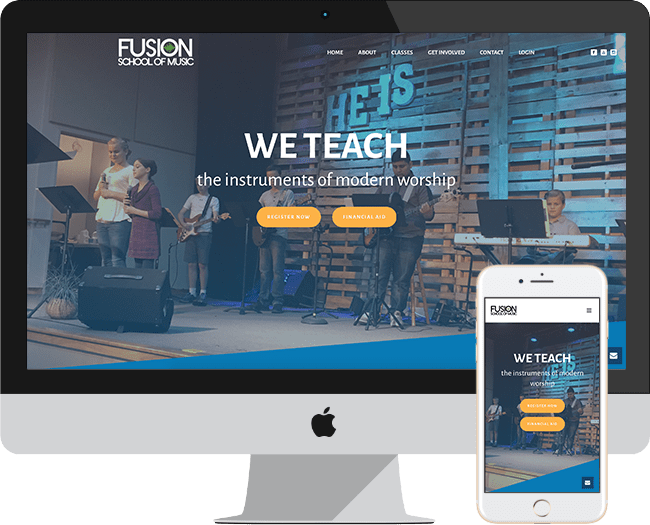 FUSION
SCHOOL OF MUSIC
HOME ABOUT CLASSES GET INVOLVED CONTACT LOGIN
HE IS
WE TEACH
the instruments of modern worship
REGISTER NOW FINANCIAL AID
FUSION
SCHOOL OF MUSIC
HE IS
WE TEACH
the instruments of modern
worship
REGISTER NOW
FINANCIAL AID